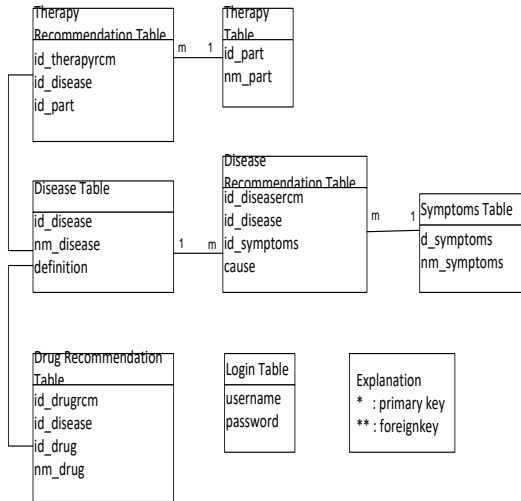 Therapy
Recommendation Table
id_therapyrcm
id_disease
id_part
m
1
Therapy
Table
id_part
nm_part
Disease Table
id_disease
nm_disease
definition
1
m
Disease
Recommendation Table
id_diseasercm
id_disease
id_symptoms
cause
m
1
Symptoms Table
d_symptoms
nm_symptoms
Drug Recommendation
Table
id_drugrcm
id_disease
id_drug
nm_drug
Login Table
username
password
Explanation
* : primary key
** : foreignkey